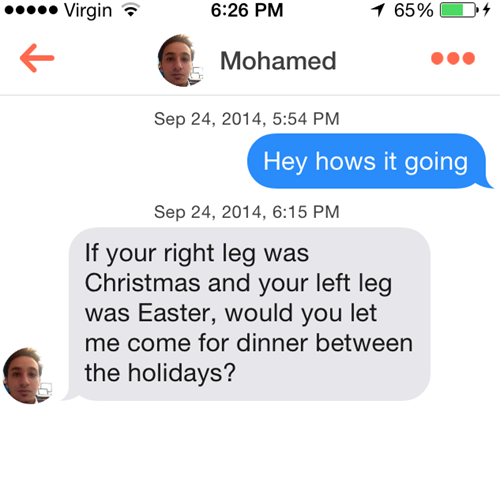 Virgin 6:26 PM 65%
Mohamed
Sep 24, 2014, 5:54 PM
Hey hows it going
Sep 24, 2014, 6:15 PM
If your right leg was
Christmas and your left leg
was Easter, would you let
me come for dinner between
the holidays?